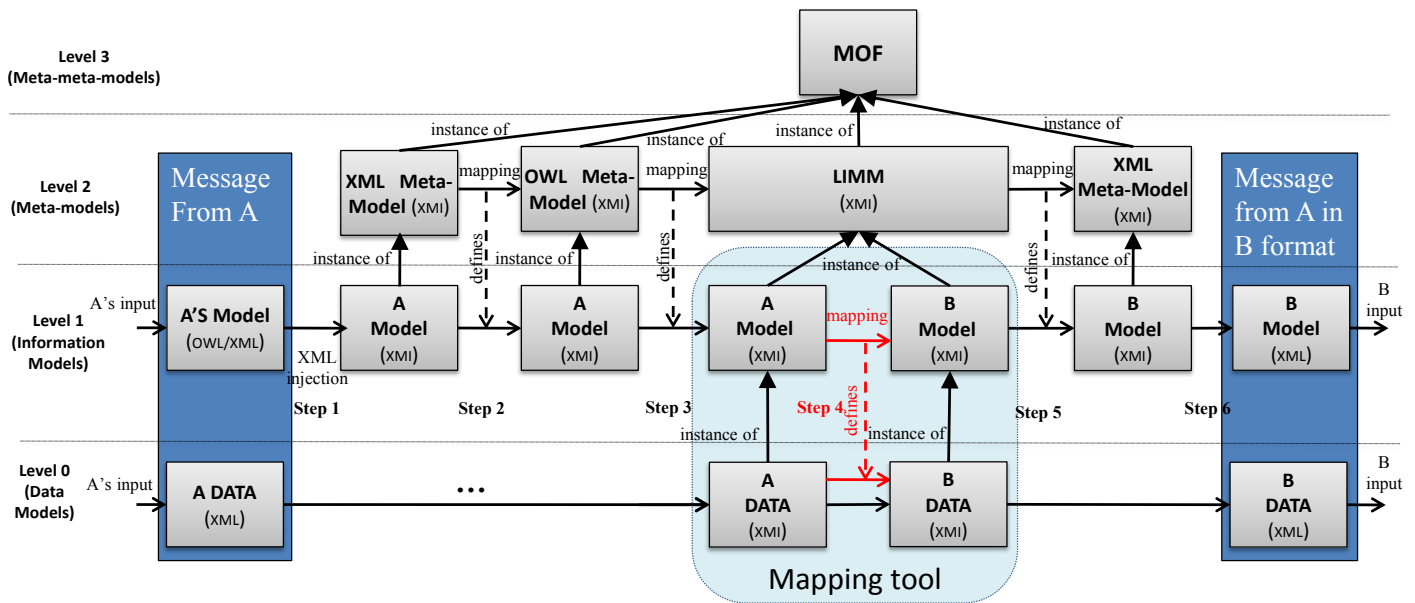 Level 3
(Meta-meta-models)
MOF
instance of
instance of
instance of
instance of
Level 2
(Meta-models)
Message
From A
XML Meta-
Model (XMI)
mapping
OWL Meta-
Model (XMI)
mapping
LIMM
(XMI)
mapping
XML
Meta-Model
(XMI)
Message
from A in
B format
instance of
defines
instance of
defines
instance of
defines
instance of
Level 1
(Information
Models)
A's input
A'S Model
(OWL/XML)
XML
injection
A
Model
(XMI)
A
Model
(XMI)
A
Model
(XMI)
mapping
B
Model
(XMI)
B
Model
(XMI)
B
Model
(XML)
B
input
Step 1
Step 2
Step 3
Step 4
defines
Step 5
Step 6
instance of
instance of
Level 0
(Data
Models)
A's input
A DATA
(XML)
...
A
DATA
(XMI)
B
DATA
(XMI)
B
DATA
(XML)
B
input
Mapping tool